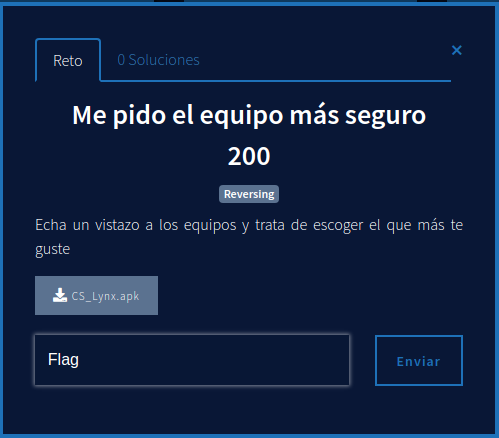 Reto
0 Soluciones
×
Me pido el equipo más seguro
200
Reversing
Echa un vistazo a los equipos y trata de escoger el que más te
guste
CS_Lynx.apk
Flag
Enviar